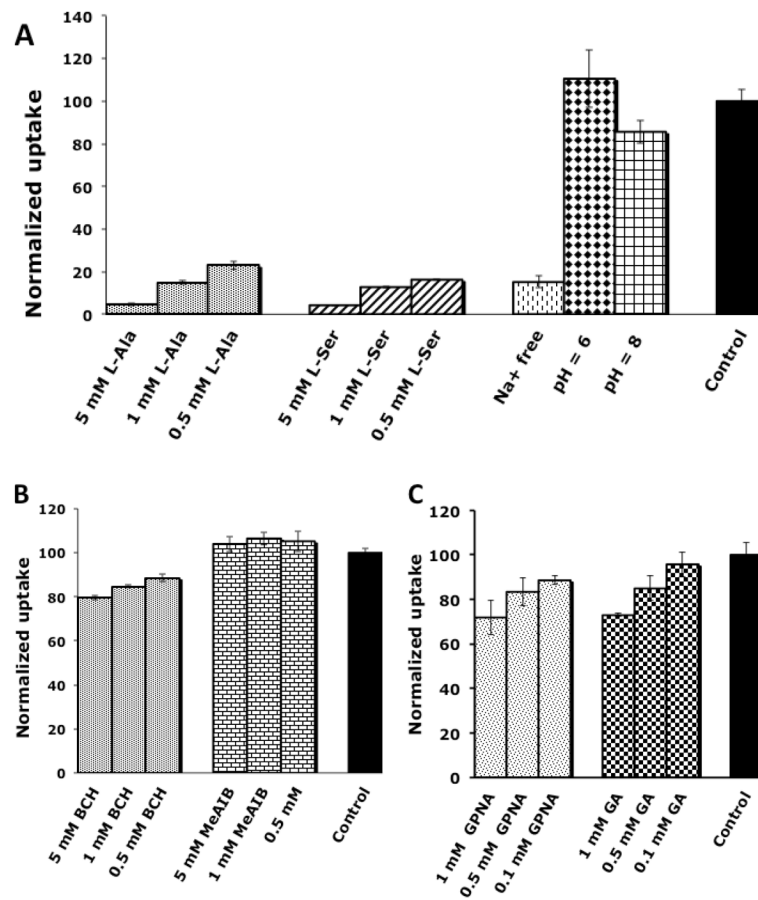 A
Normalized uptake
140
120
100
80
60
40
20
0
5 mM L-Ala
1 mM L-Ala
0.5 mM L-Ala
5 mM L-Ser
1 mM L-Ser
0.5 mM L-Ser
Na+ free
pH = 6
pH = 8
Control
B
Normalized uptake
120
100
80
60
40
20
0
5 mM BCH
1 mM BCH
0.5 mM BCH
5 mM MeAIB
1 mM MeAIB
0.5 mM
Control
C
Normalized uptake
120
100
80
60
40
20
0
1 mM GPNA
0.5 mM GPNA
0.1 mM GPNA
1 mM GA
0.5 mM GA
0.1 mM GA
Control